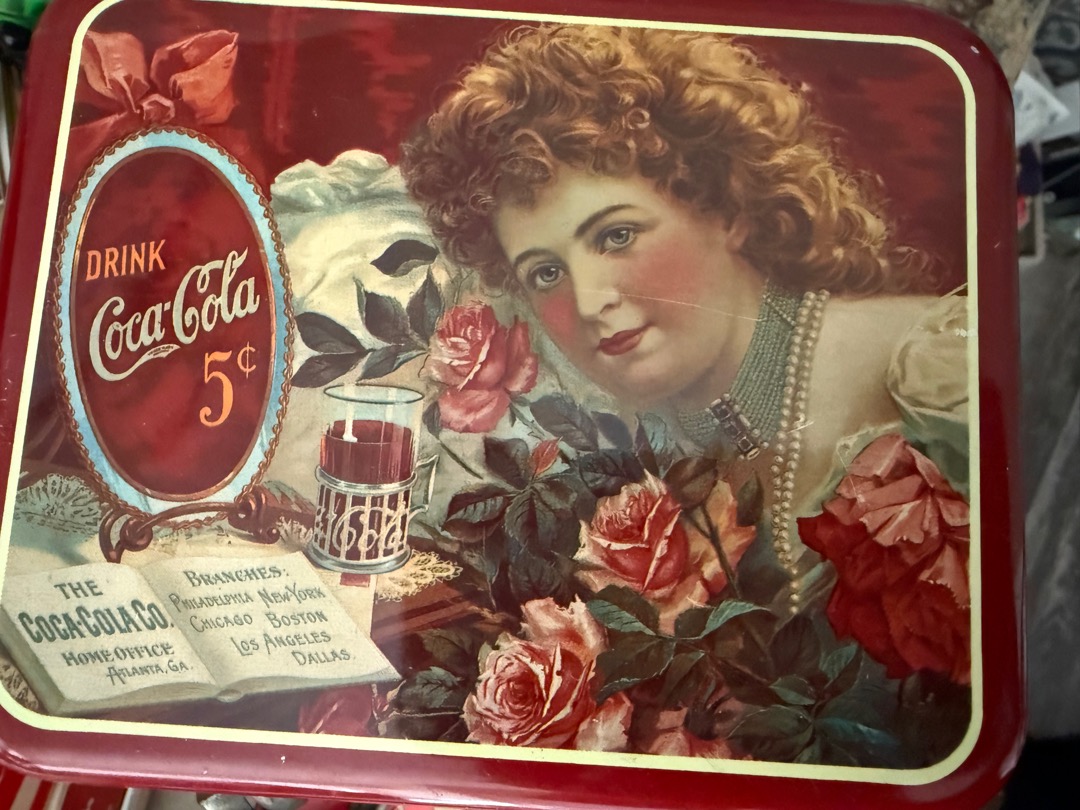 DRINK
Coca-Cola
5¢
THE
COCA-COLA CO.
HOME OFFICE
ATLANTA, GA.
BRANCHES:
PHILADELPHIA NEW YORK
CHICAGO BOSTON
LOS ANGELES
DALLAS.